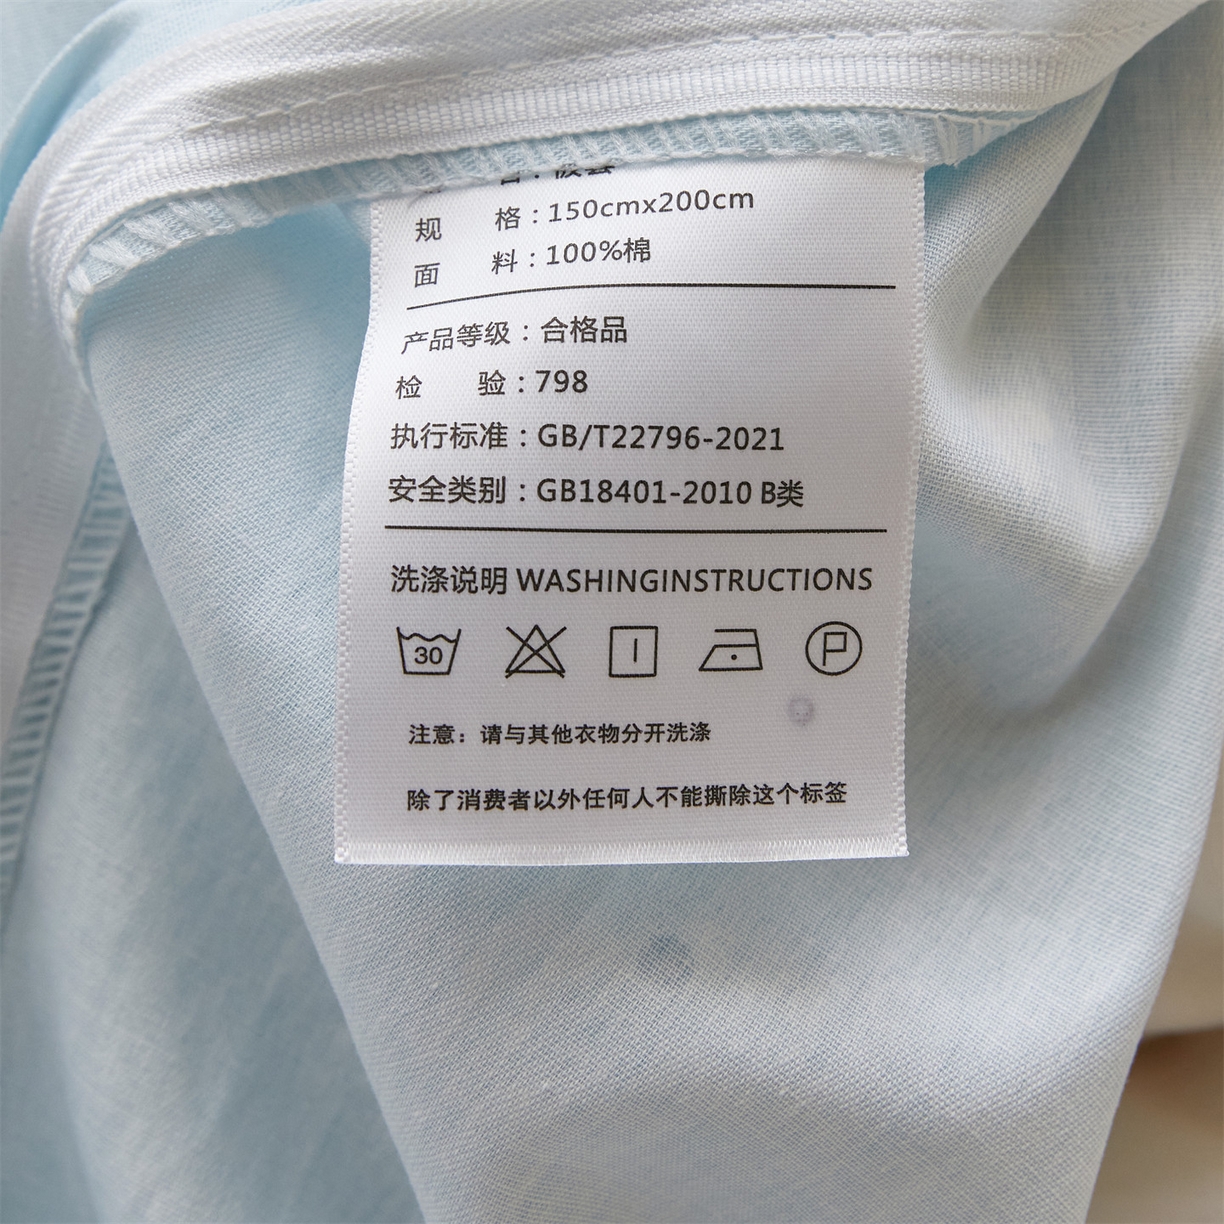 规 格：150cmx200cm
面 料：100%棉
产品等级：合格品
检 验：798
执行标准：GB/T22796-2021
安全类别：GB18401-2010 B类
洗涤说明 WASHINGINSTRUCTIONS
30 P
注意：请与其他衣物分开洗涤
除了消费者以外任何人不能撕除这个标签